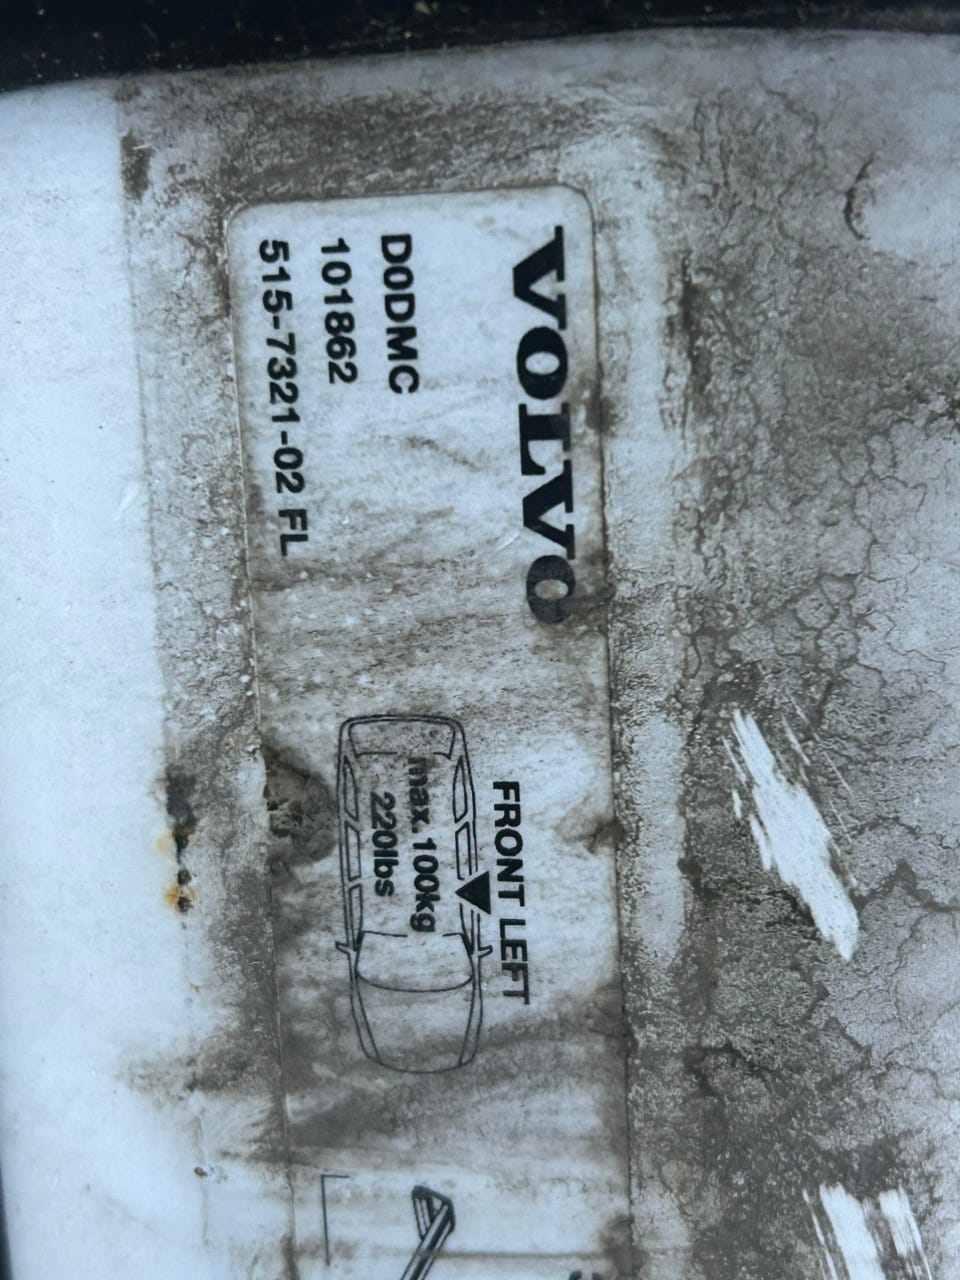 VOLVO
D0DMC
101862
515-7321-02 FL
FRONT LEFT
max.100kg
220lbs